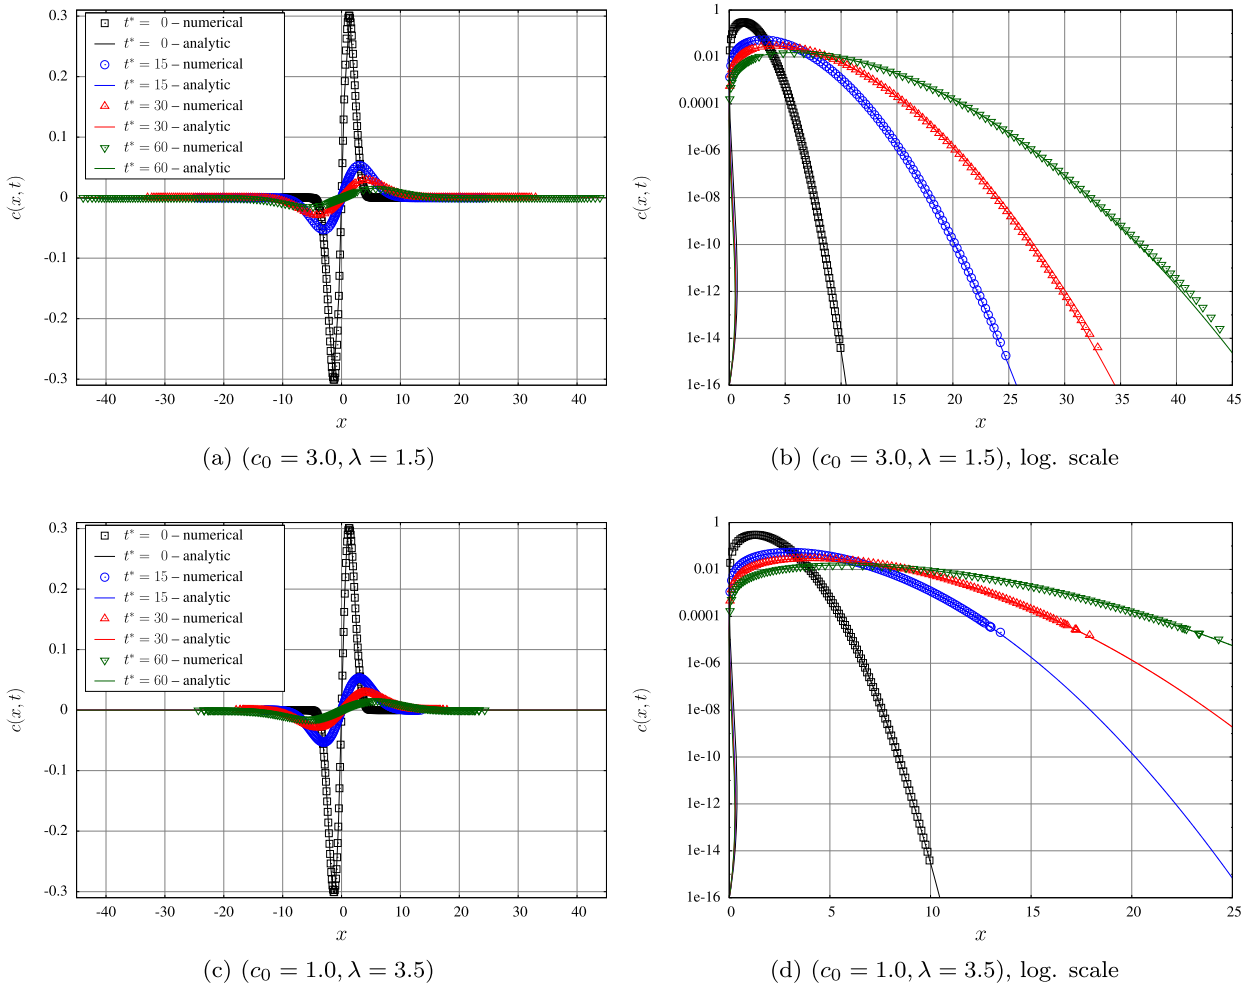 0.3
0.2
0.1
0
-0.1
-0.2
-0.3
-40
-30
-20
-10
0
10
20
30
40
c(x, t)
x
t* = 0 – numerical
t* = 0 – analytic
t* = 15 – numerical
t* = 15 – analytic
t* = 30 – numerical
t* = 30 – analytic
t* = 60 – numerical
t* = 60 – analytic
(a) (c₀ = 3.0, λ = 1.5)
1
0.01
0.0001
1e-06
1e-08
1e-10
1e-12
1e-14
1e-16
0
5
10
15
20
25
30
35
40
45
c(x, t)
x
(b) (c₀ = 3.0, λ = 1.5), log. scale
0.3
0.2
0.1
0
-0.1
-0.2
-0.3
-40
-30
-20
-10
0
10
20
30
40
c(x, t)
x
t* = 0 – numerical
t* = 0 – analytic
t* = 15 – numerical
t* = 15 – analytic
t* = 30 – numerical
t* = 30 – analytic
t* = 60 – numerical
t* = 60 – analytic
(c) (c₀ = 1.0, λ = 3.5)
1
0.01
0.0001
1e-06
1e-08
1e-10
1e-12
1e-14
1e-16
0
5
10
15
20
25
c(x, t)
x
(d) (c₀ = 1.0, λ = 3.5), log. scale